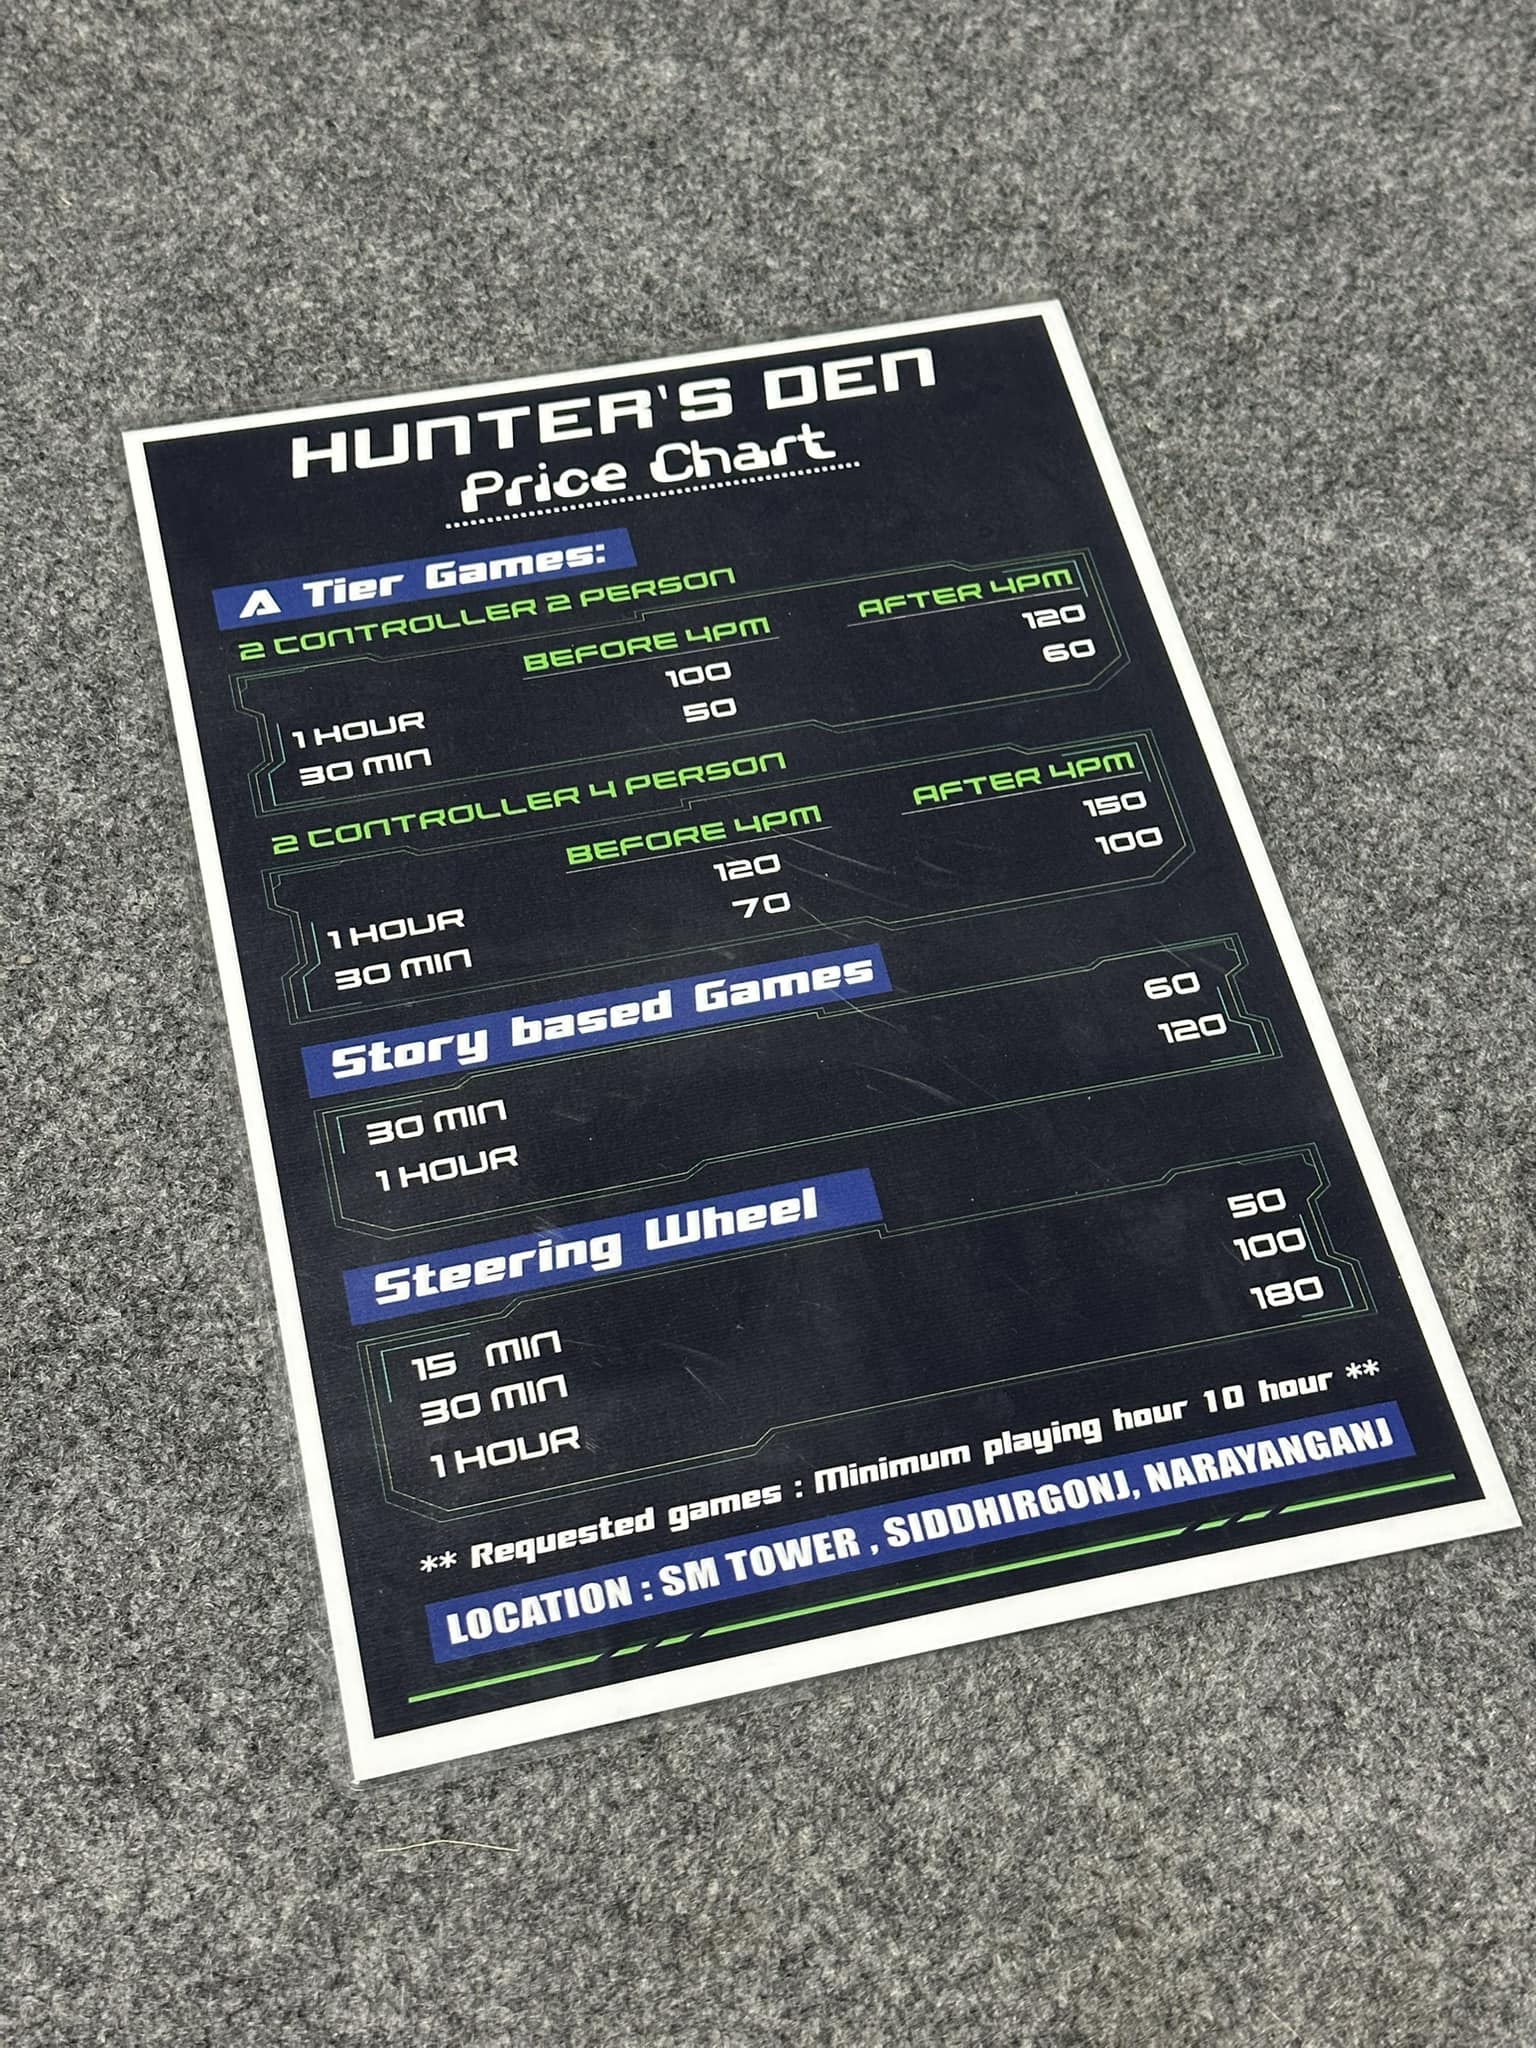 HUNTER'S DEN
Price Chart
A Tier Games:
2 CONTROLLER 2 PERSON
BEFORE 4PM AFTER 4PM
1 HOUR 100 120
30 MIN 50 60
2 CONTROLLER 4 PERSON
BEFORE 4PM AFTER 4PM
1 HOUR 120 150
30 MIN 70 100
Story based Games
30 MIN 60
1 HOUR 120
Steering Wheel
15 MIN 50
30 MIN 100
1 HOUR 180
** Requested games : Minimum playing hour 10 hour **
LOCATION : SM TOWER , SIDDHIRGONJ, NARAYANGANJ